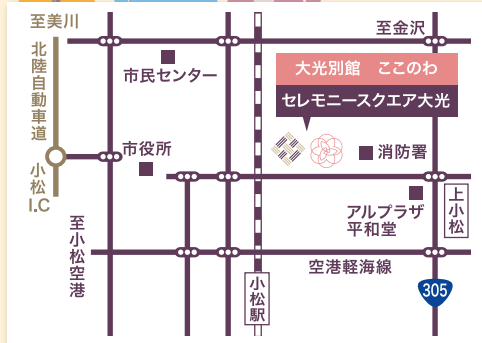 至美川
至金沢
北陸自動車道
市民センター
大光別館 ここのわ
セレモニースクエア大光
市役所
消防署
小松
I.C
アルプラザ
平和堂
上小松
至小松空港
空港軽海線
小松駅
305